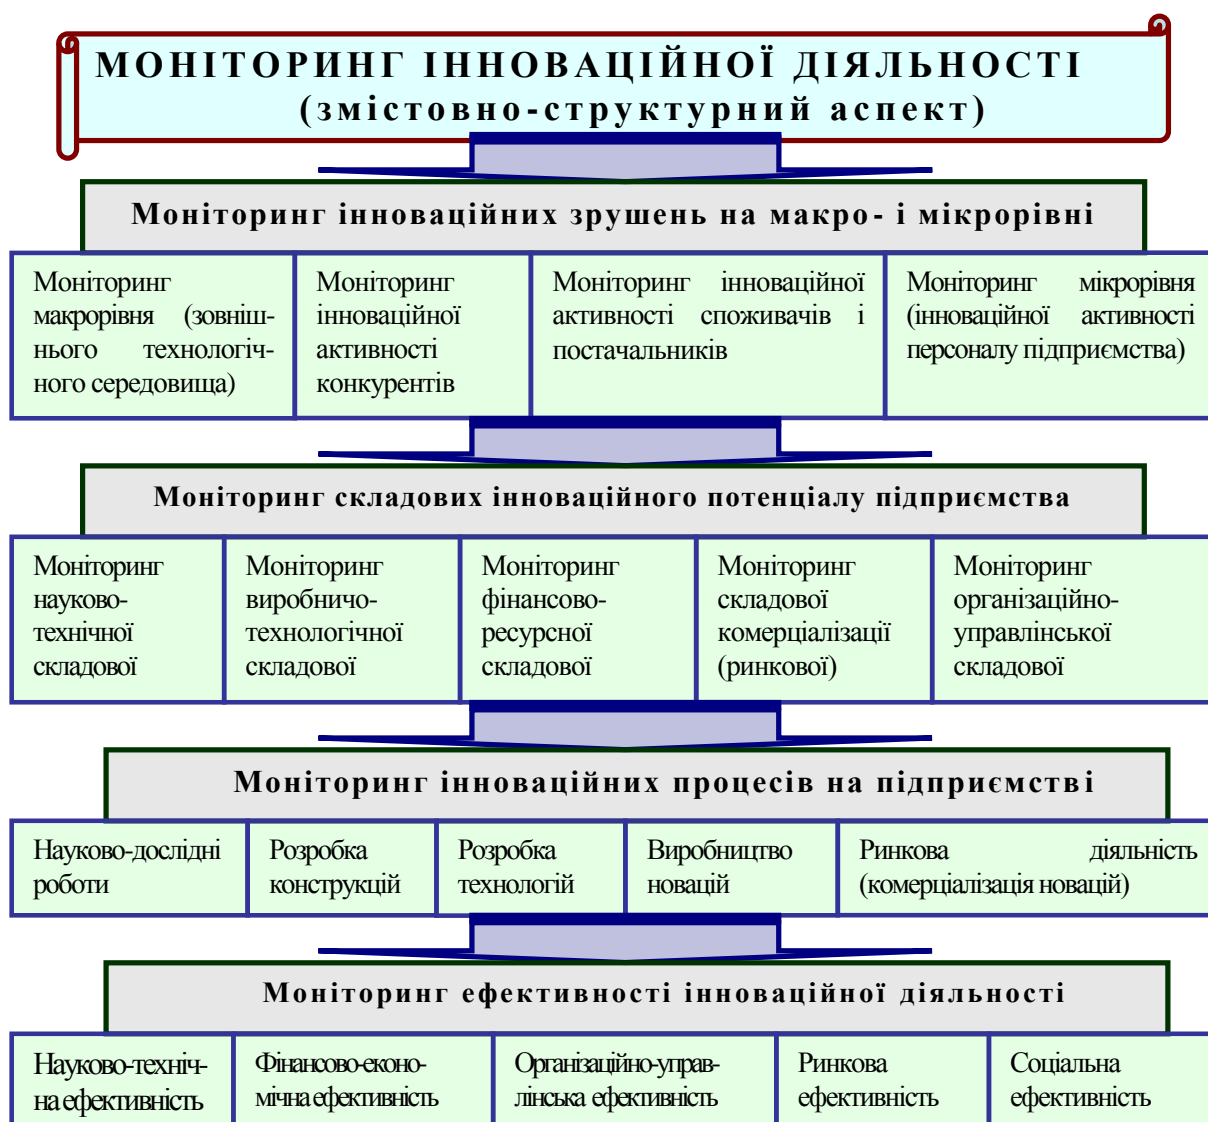 МОНІТОРИНГ ІННОВАЦІЙНОЇ ДІЯЛЬНОСТІ
(змістовно-структурний аспект)
Моніторинг інноваційних зрушень на макро- і мікрорівні
Моніторинг
макрорівня (зовніш-
нього технологіч-
ного середовища)
Моніторинг
інноваційної
активності
конкурентів
Моніторинг інноваційної
активності споживачів і
постачальників
Моніторинг мікрорівня
(інноваційної активності
персоналу підприємства)
Моніторинг складових інноваційного потенціалу підприємства
Моніторинг
науково-
технічної
складової
Моніторинг
виробничо-
технологічної
складової
Моніторинг
фінансово-
ресурсної
складової
Моніторинг
складової
комерціалізації
(ринкової)
Моніторинг
організаційно-
управлінської
складової
Моніторинг інноваційних процесів на підприємстві
Науково-дослідні
роботи
Розробка
конструкцій
Розробка
технологій
Виробництво
новацій
Ринкова діяльність
(комерціалізація новацій)
Моніторинг ефективності інноваційної діяльності
Науково-техніч-
на ефективність
Фінансово-еконо-
мічна ефективність
Організаційно-управ-
лінська ефективність
Ринкова
ефективність
Соціальна
ефективність